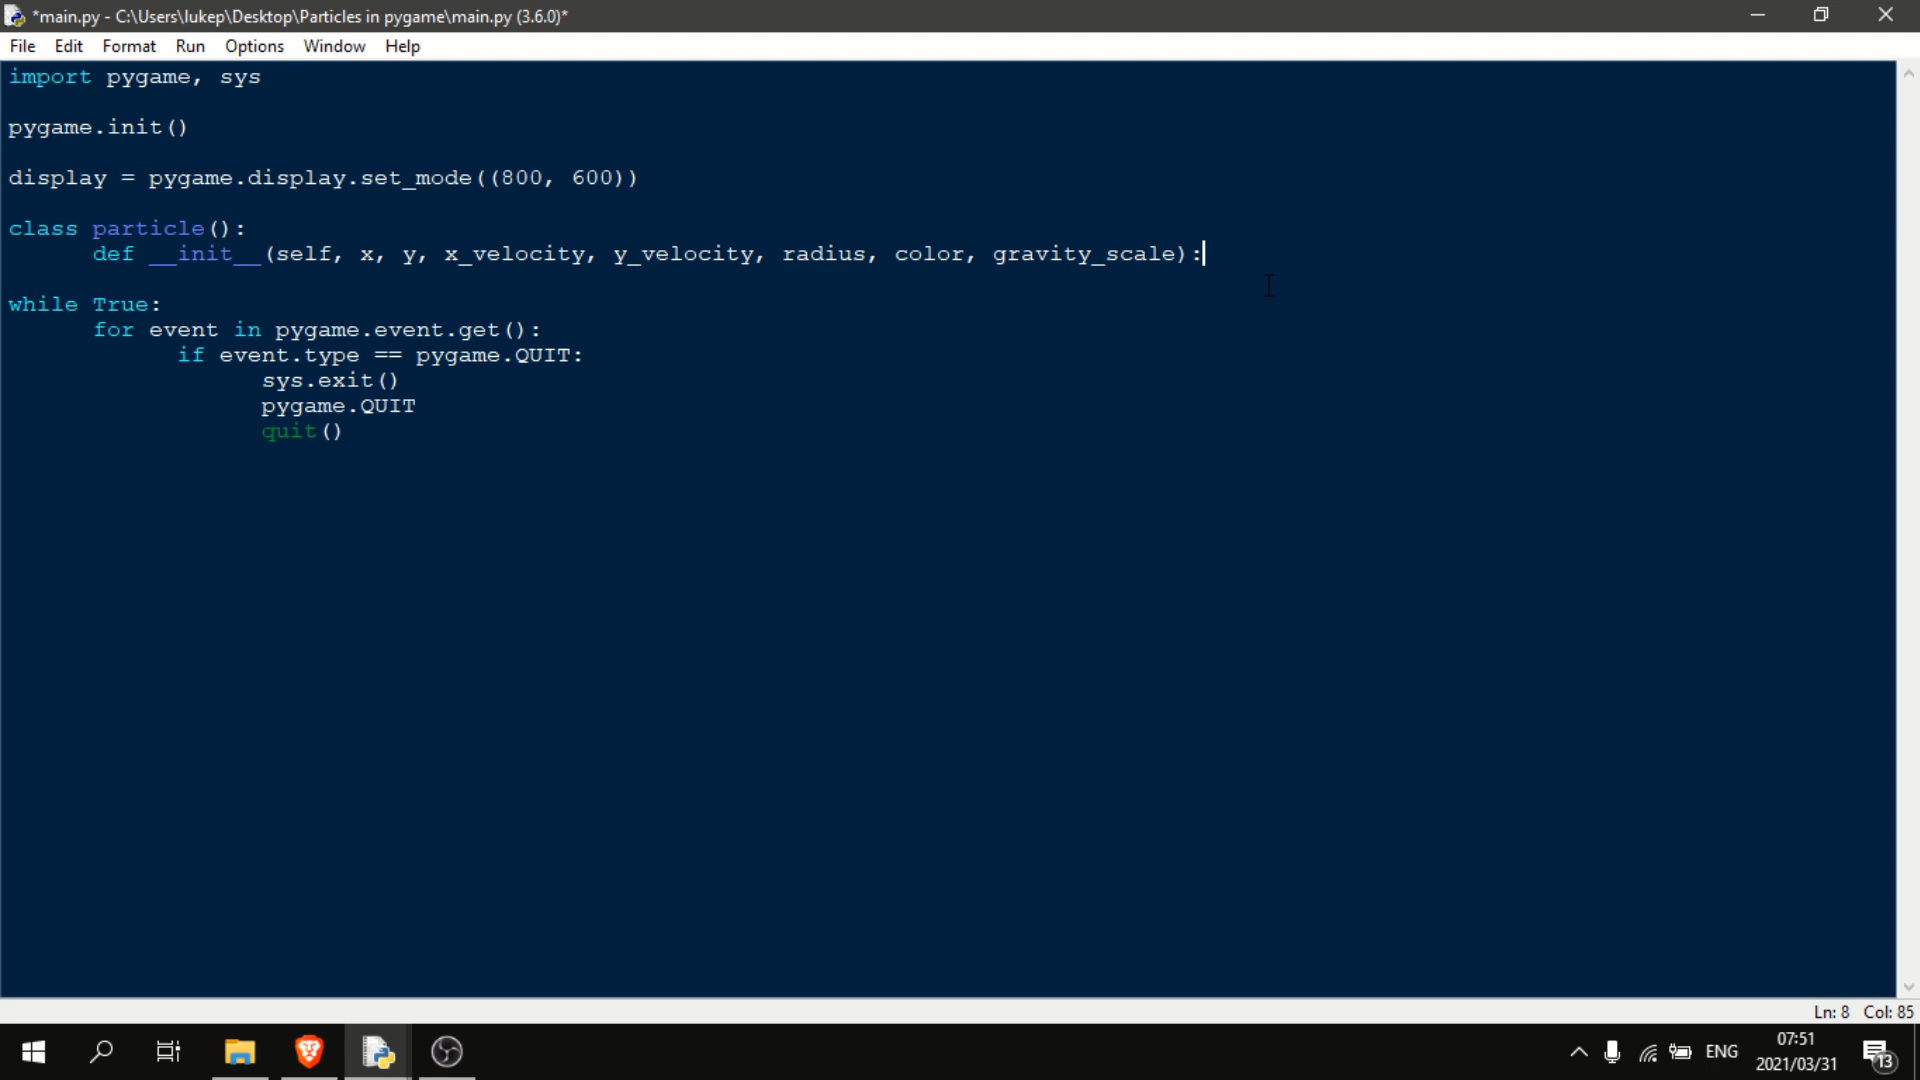 *main.py - C:\Users\lukep\Desktop\Particles in pygame\main.py (3.6.0)*
File Edit Format Run Options Window Help
import pygame, sys
pygame.init()
display = pygame.display.set_mode((800, 600))
class particle():
def __init__(self, x, y, x_velocity, y_velocity, radius, color, gravity_scale):
while True:
for event in pygame.event.get():
if event.type == pygame.QUIT:
sys.exit()
pygame.QUIT
quit()
Ln: 8 Col: 85
ENG
07:51
2021/03/31
13